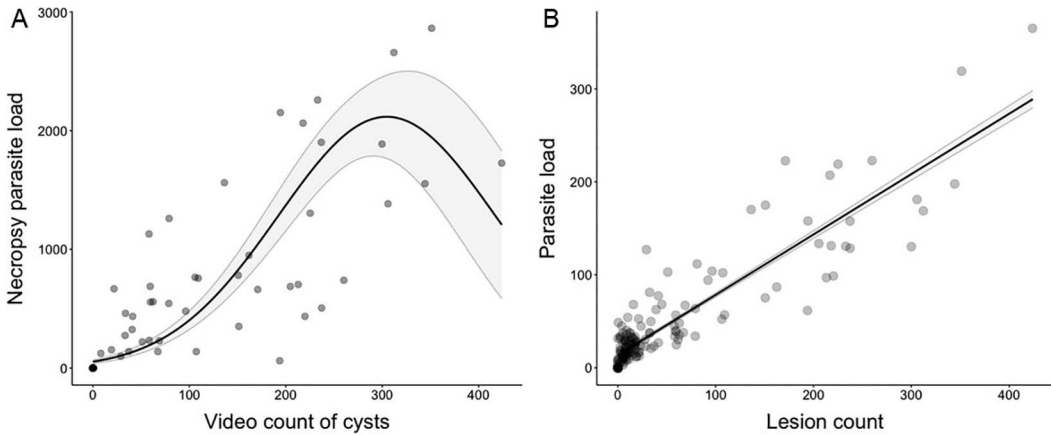 A
Necropsy parasite load
3000
2000
1000
0
0 100 200 300 400
Video count of cysts
B
Parasite load
300
200
100
0
0 100 200 300 400
Lesion count